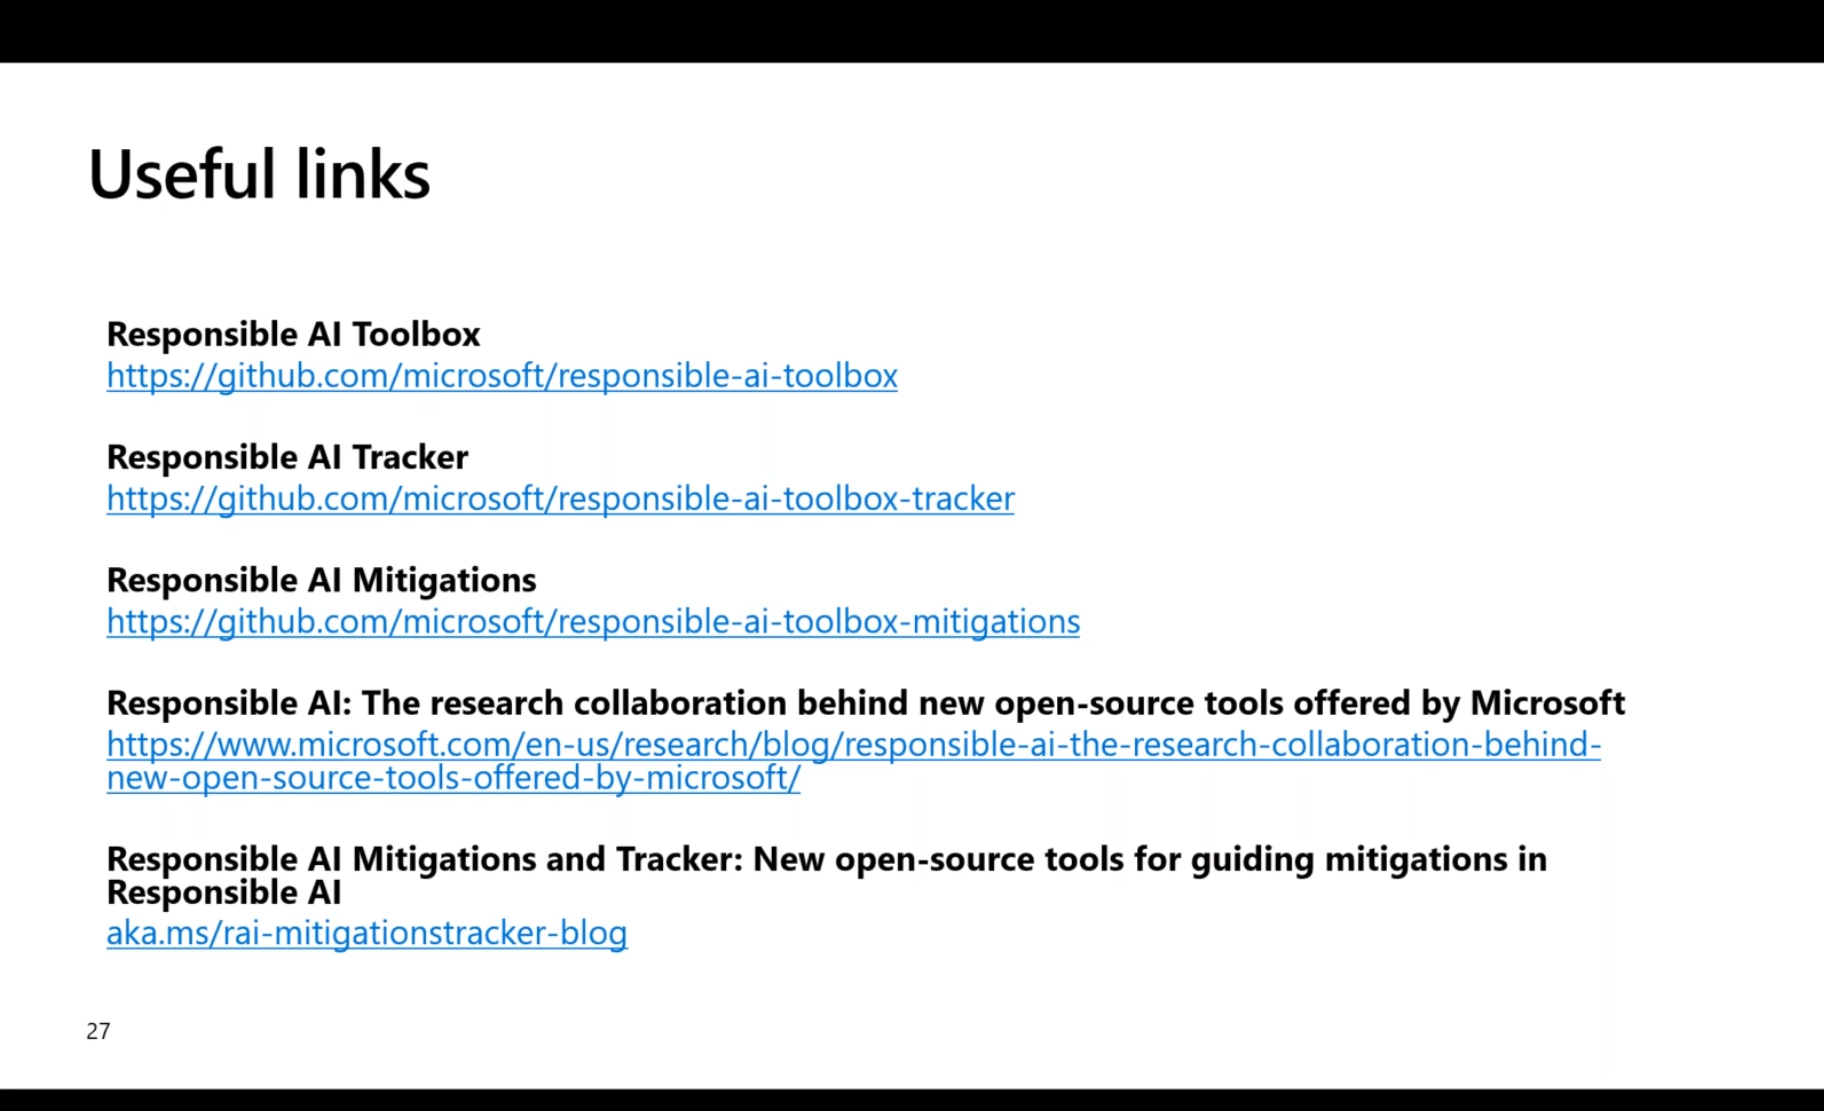 Useful links
Responsible AI Toolbox
https://github.com/microsoft/responsible-ai-toolbox
Responsible AI Tracker
https://github.com/microsoft/responsible-ai-toolbox-tracker
Responsible AI Mitigations
https://github.com/microsoft/responsible-ai-toolbox-mitigations
Responsible AI: The research collaboration behind new open-source tools offered by Microsoft
https://www.microsoft.com/en-us/research/blog/responsible-ai-the-research-collaboration-behind-
new-open-source-tools-offered-by-microsoft/
Responsible AI Mitigations and Tracker: New open-source tools for guiding mitigations in
Responsible AI
aka.ms/rai-mitigationstracker-blog
27